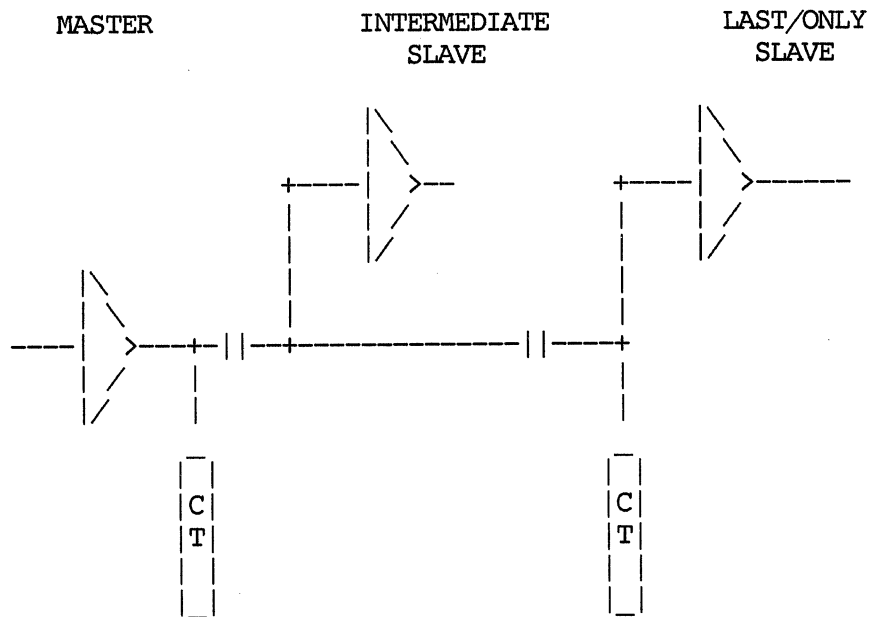 MASTER
INTERMEDIATE
SLAVE
LAST/ONLY
SLAVE
C
T
C
T